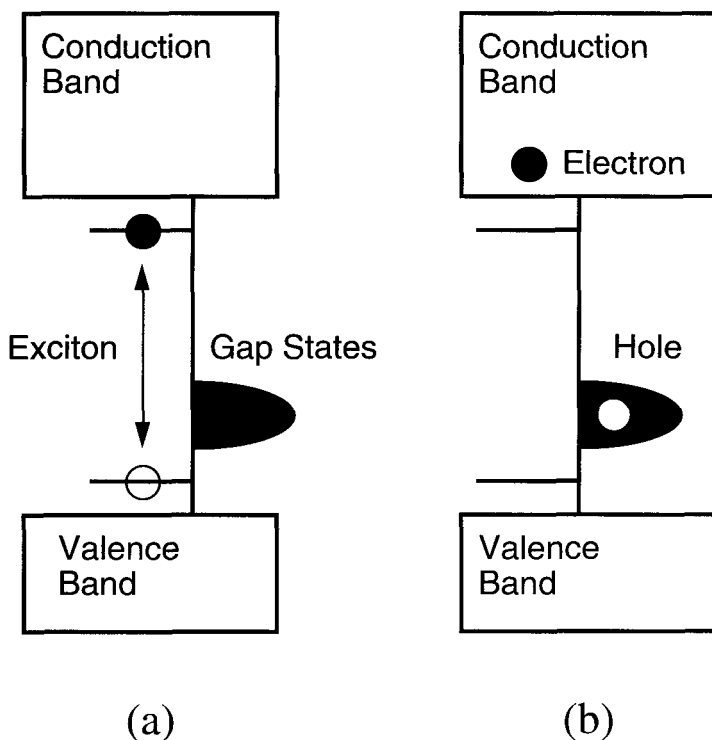 Conduction
Band
Exciton
Gap States
Valence
Band
(a)
Conduction
Band
Electron
Hole
Valence
Band
(b)